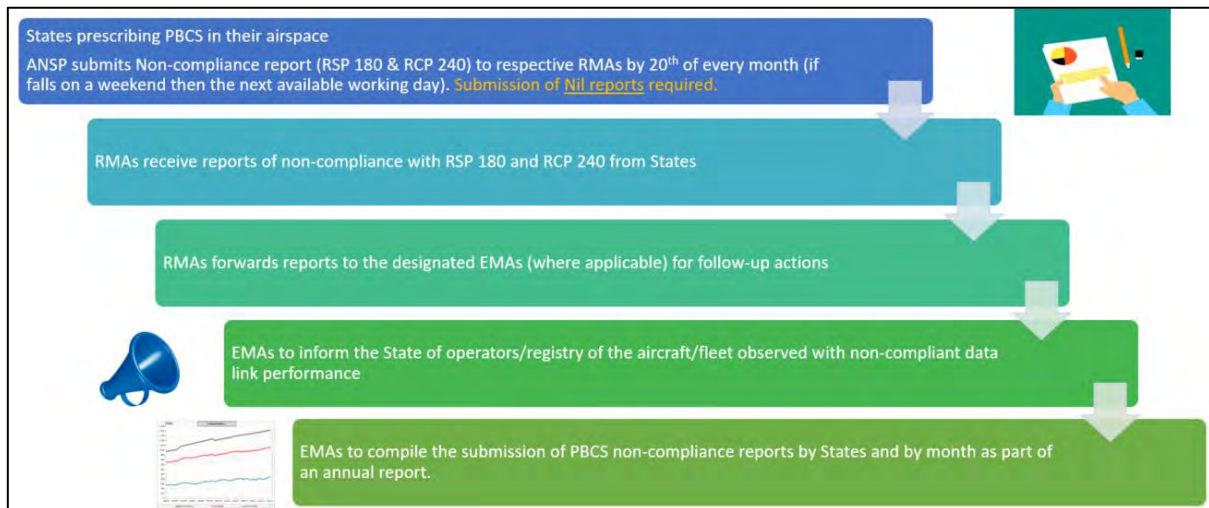 States prescribing PBCS in their airspace
ANSP submits Non-compliance report (RSP 180 & RCP 240) to respective RMAs by 20th of every month (if
falls on a weekend then the next available working day). Submission of Nil reports required.
RMAs receive reports of non-compliance with RSP 180 and RCP 240 from States
RMAs forwards reports to the designated EMAs (where applicable) for follow-up actions
EMAs to inform the State of operators/registry of the aircraft/fleet observed with non-compliant data
link performance
EMAs to compile the submission of PBCS non-compliance reports by States and by month as part of
an annual report.